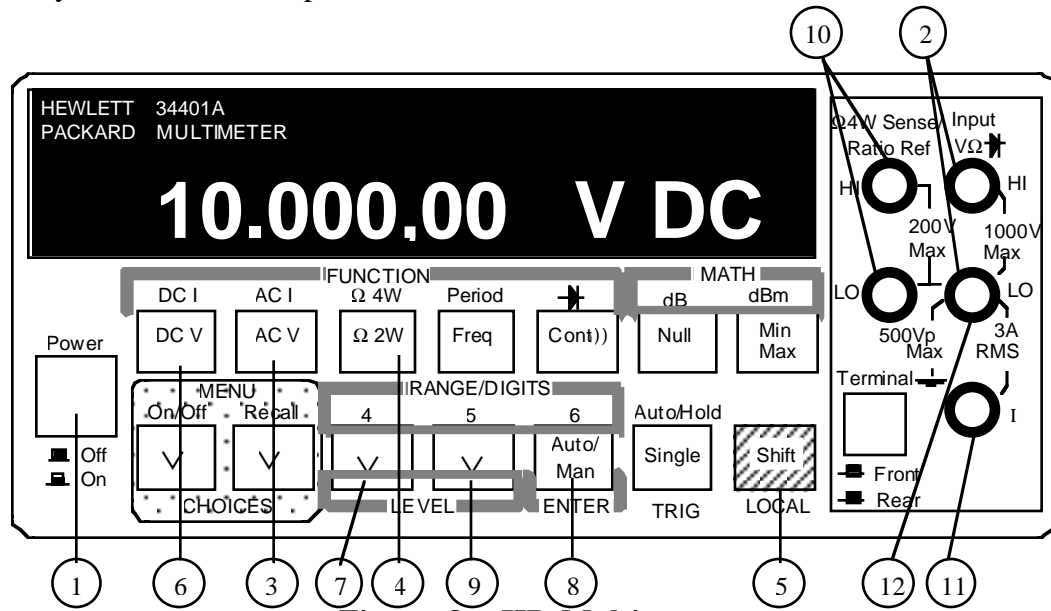 10 2
HEWLETT 34401A
PACKARD MULTIMETER
10.000,00 V DC
Ω4W Sense/ Input
Ratio Ref VΩ
HI HI
200V 1000V
Max Max
LO LO
500Vp 3A
Max RMS
Terminal
I
Front
Rear
FUNCTION MATH
DC I AC I Ω 4W Period dB dBm
DC V AC V Ω 2W Freq Cont)) Null Min
Max
Power
Off
On
MENU RANGE/DIGITS
On/Off Recall 4 5 6 Auto/Hold
Auto/
Man
Single Shift
CHOICES LEVEL ENTER TRIG LOCAL
1 6 3 7 4 9 8 5 12 11